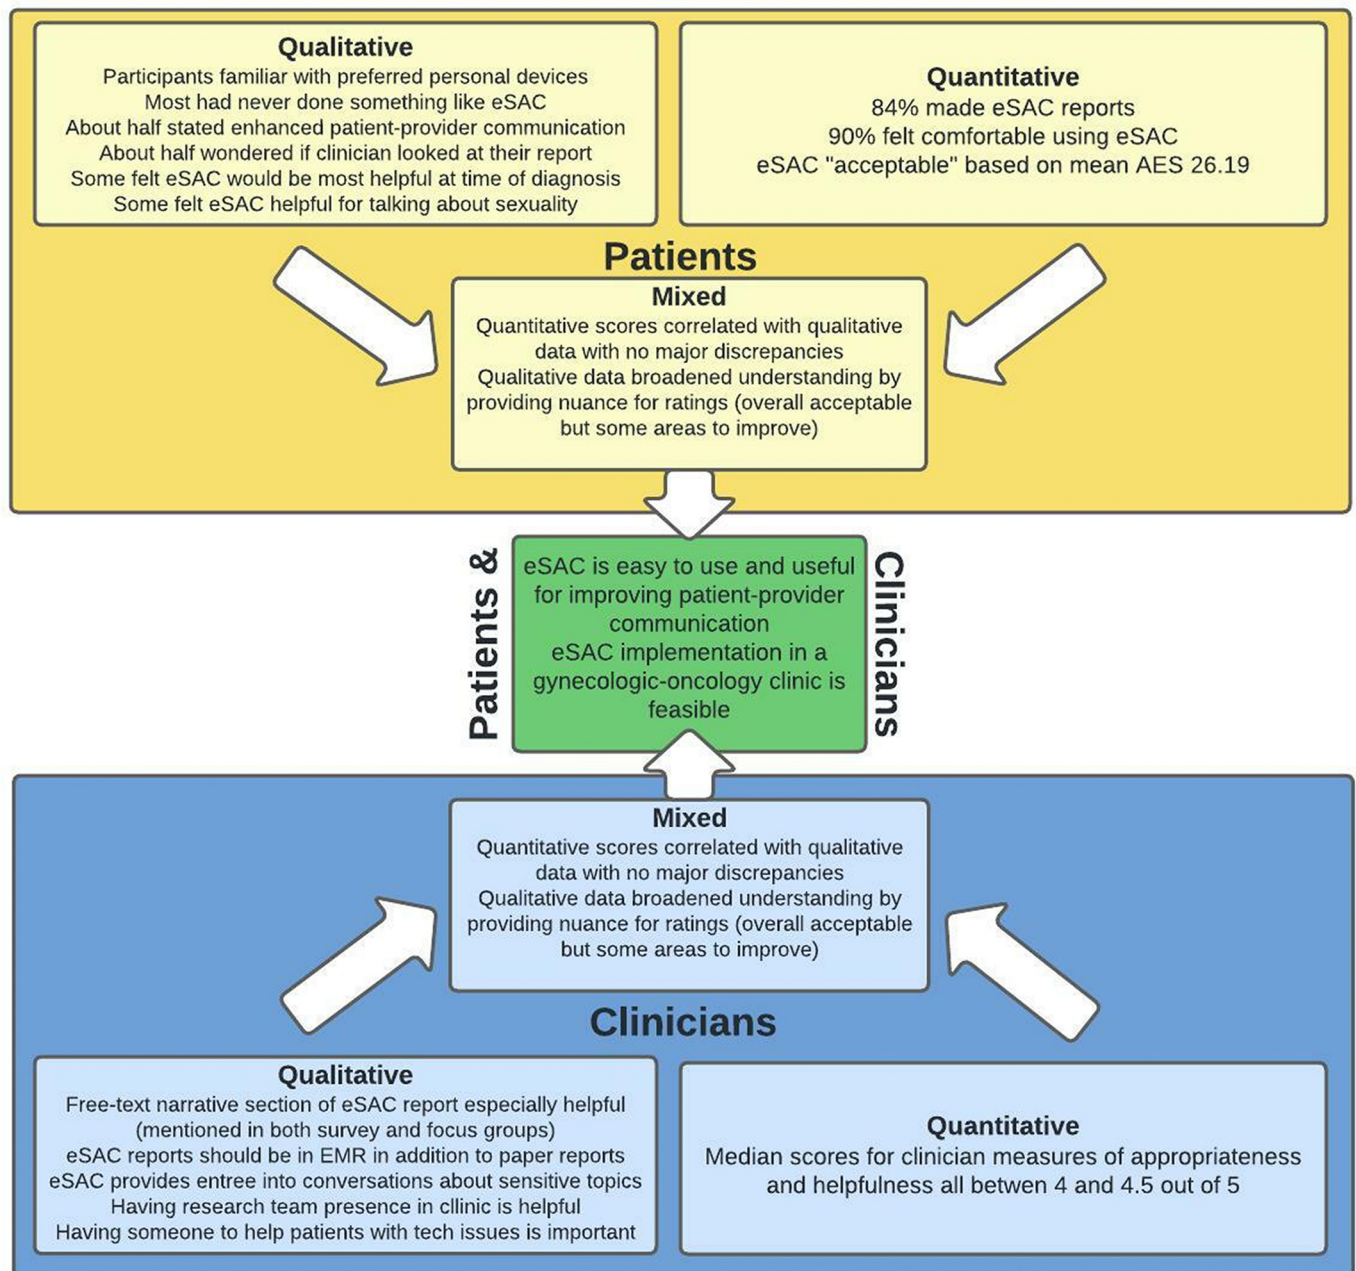 Qualitative
Participants familiar with preferred personal devices
Most had never done something like eSAC
About half stated enhanced patient-provider communication
About half wondered if clinician looked at their report
Some felt eSAC would be most helpful at time of diagnosis
Some felt eSAC helpful for talking about sexuality
Quantitative
84% made eSAC reports
90% felt comfortable using eSAC
eSAC "acceptable" based on mean AES 26.19
Patients
Mixed
Quantitative scores correlated with qualitative
data with no major discrepancies
Qualitative data broadened understanding by
providing nuance for ratings (overall acceptable
but some areas to improve)
Patients &
eSAC is easy to use and useful
for improving patient-provider
communication
eSAC implementation in a
gynecologic-oncology clinic is
feasible
Clinicians
Mixed
Quantitative scores correlated with qualitative
data with no major discrepancies
Qualitative data broadened understanding by
providing nuance for ratings (overall acceptable
but some areas to improve)
Clinicians
Qualitative
Free-text narrative section of eSAC report especially helpful
(mentioned in both survey and focus groups)
eSAC reports should be in EMR in addition to paper reports
eSAC provides entree into conversations about sensitive topics
Having research team presence in cllinic is helpful
Having someone to help patients with tech issues is important
Quantitative
Median scores for clinician measures of appropriateness
and helpfulness all betwen 4 and 4.5 out of 5